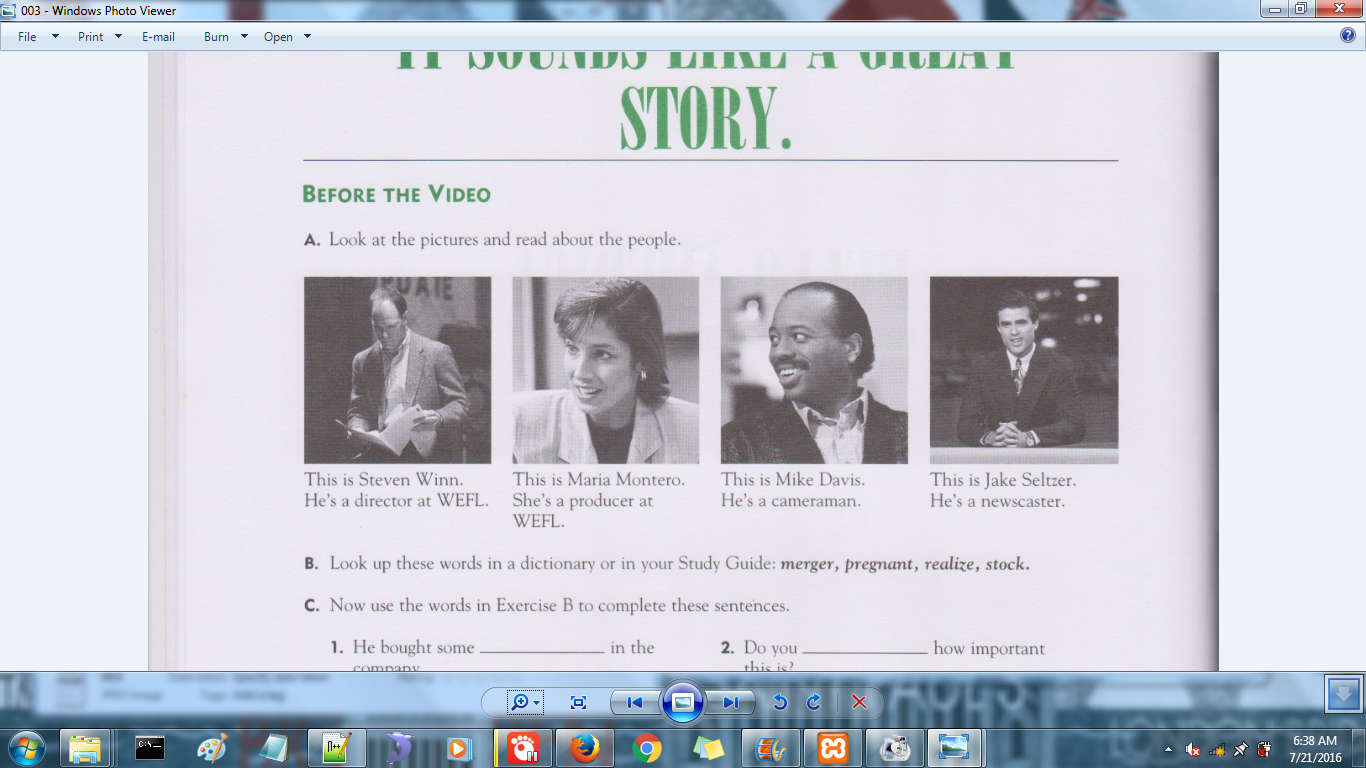 003 - Windows Photo Viewer
File Print E-mail Burn Open
IT SOUNDS LIKE A GREAT
STORY.
BEFORE THE VIDEO
A. Look at the pictures and read about the people.
This is Steven Winn.
He's a director at WEFL.
This is Maria Montero.
She's a producer at
WEFL.
This is Mike Davis.
He's a cameraman.
This is Jake Seltzer.
He's a newscaster.
B. Look up these words in a dictionary or in your Study Guide: merger, pregnant, realize, stock.
C. Now use the words in Exercise B to complete these sentences.
1. He bought some ____________ in the
company
2. Do you ____________ how important
this is?
6:38 AM
7/21/2016